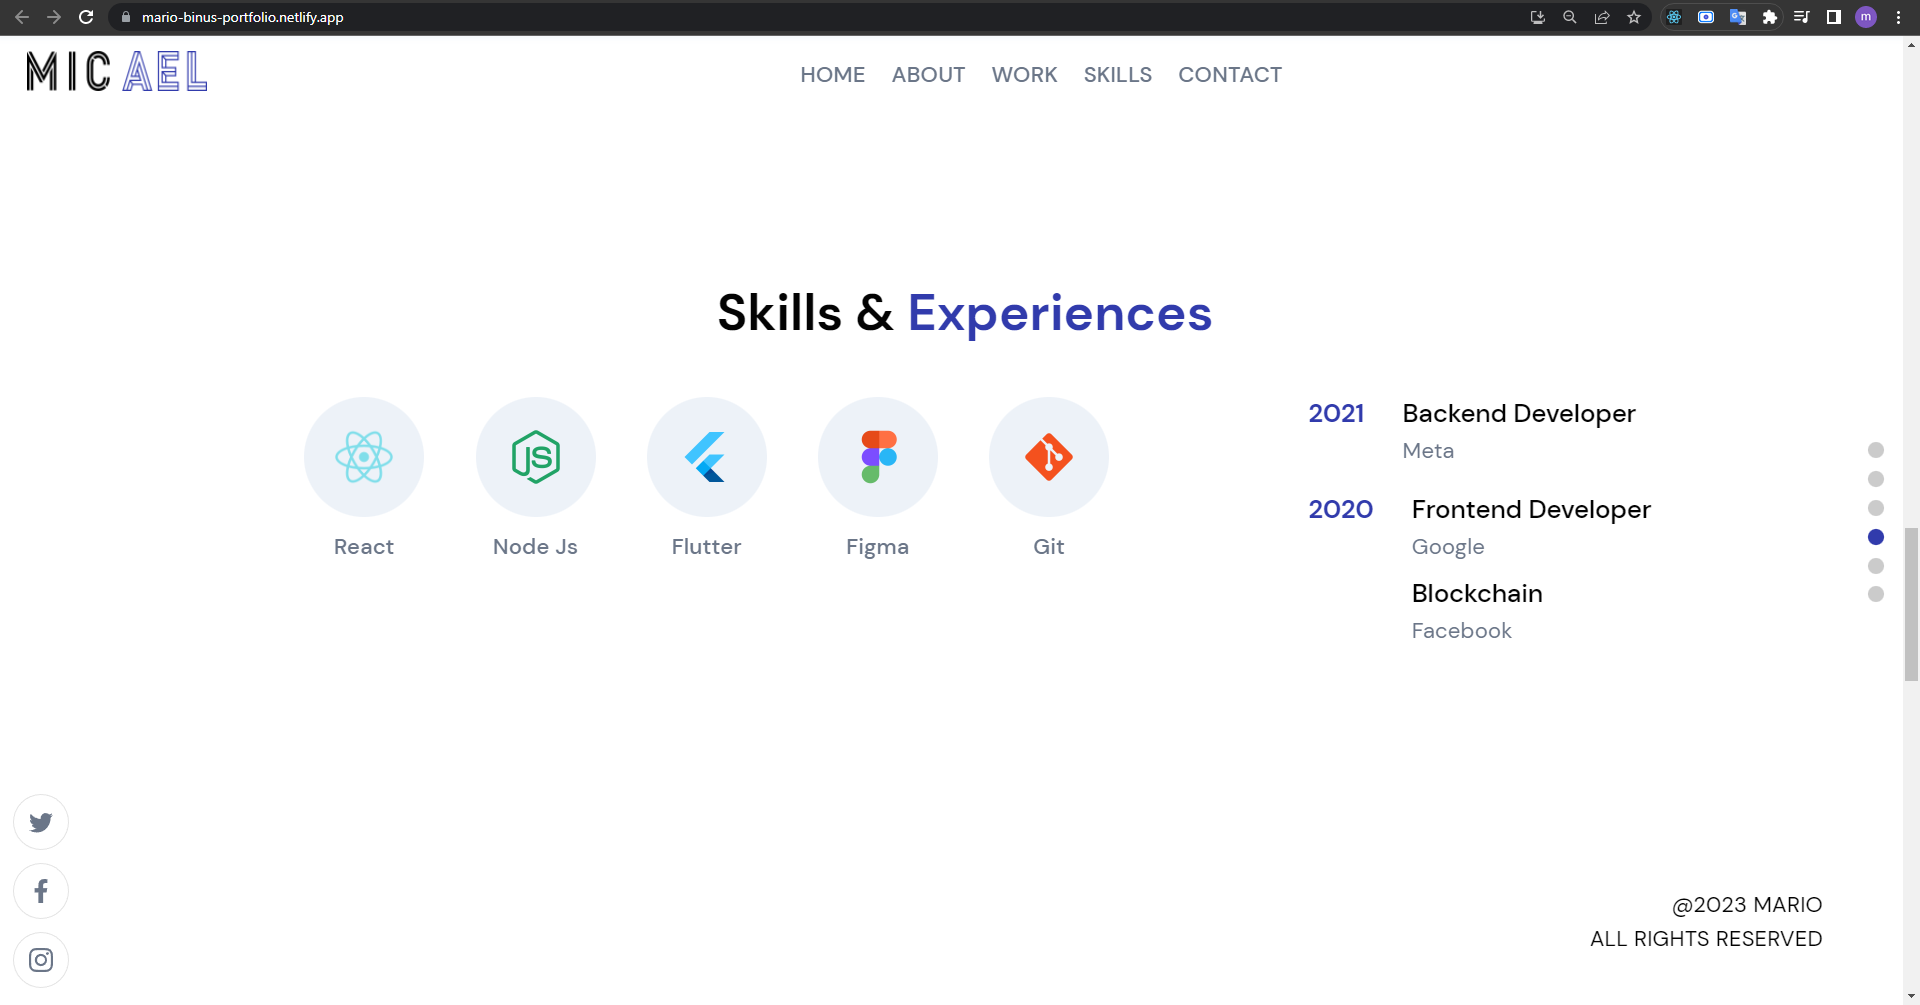 mario-binus-portfolio.netlify.app
m
MICAEL
HOME ABOUT WORK SKILLS CONTACT
Skills & Experiences
JS
React Node Js Flutter Figma Git
2021 Backend Developer
Meta
2020 Frontend Developer
Google
Blockchain
Facebook
@2023 MARIO
ALL RIGHTS RESERVED